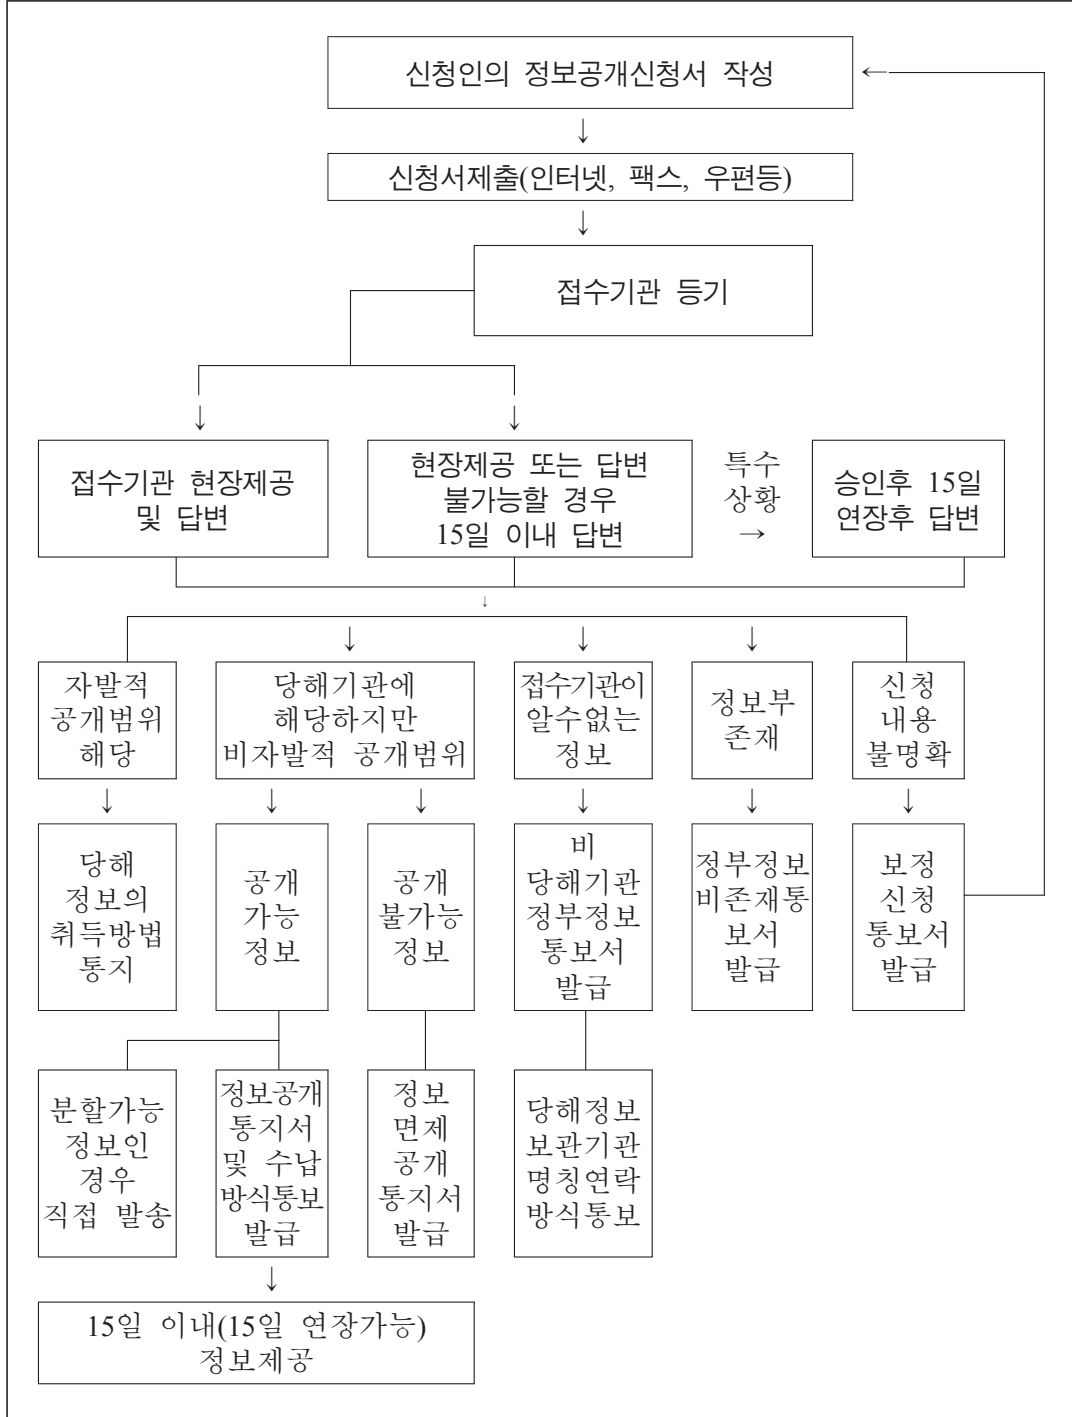 신청인의 정보공개신청서 작성
←
↓
신청서제출(인터넷, 팩스, 우편등)
↓
접수기관 등기
↓ ↓
접수기관 현장제공
및 답변
현장제공 또는 답변
불가능할 경우
15일 이내 답변
특수
상황
→
승인후 15일
연장후 답변
↓
↓ ↓ ↓
자발적
공개범위
해당
당해기관에
해당하지만
비자발적 공개범위
접수기관이
알수없는
정보
정보부
존재
신청
내용
불명확
↓ ↓ ↓ ↓ ↓ ↓
당해
정보의
취득방법
통지
공개
가능
정보
공개
불가능
정보
비
당해기관
정부정보
통보서
발급
정부정보
비존재통
보서
발급
보정
신청
통보서
발급
분할가능
정보인
경우
직접 발송
정보공개
통지서
및 수납
방식통보
발급
정보
면제
공개
통지서
발급
당해정보
보관기관
명칭연락
방식통보
↓
15일 이내(15일 연장가능)
정보제공